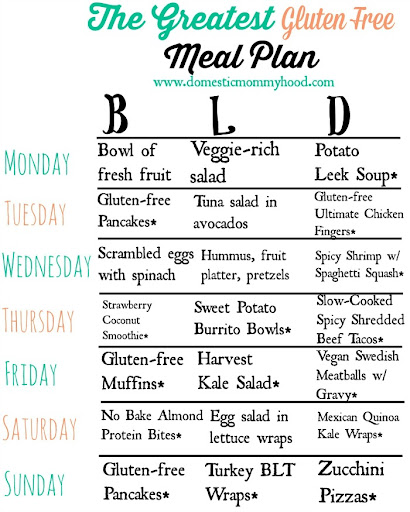 The Greatest Gluten Free
Meal Plan
www.domesticmommyhood.com
B L D
MONDAY
Bowl of
fresh fruit
Veggie-rich
salad
Potato
Leek Soup*
TUESDAY
Gluten-free
Pancakes*
Tuna salad in
avocados
Gluten-free
Ultimate Chicken
Fingers*
WEDNESDAY
Scrambled eggs
with spinach
Hummus, fruit
platter, pretzels
Spicy Shrimp w/
Spaghetti Squash*
THURSDAY
Strawberry
Coconut
Smoothie*
Sweet Potato
Burrito Bowls*
Slow-Cooked
Spicy Shredded
Beef Tacos*
FRIDAY
Gluten-free
Muffins*
Harvest
Kale Salad*
Vegan Swedish
Meatballs w/
Gravy*
SATURDAY
No Bake Almond
Protein Bites*
Egg salad in
lettuce wraps
Mexican Quinoa
Kale Wraps*
SUNDAY
Gluten-free
Pancakes*
Turkey BLT
Wraps*
Zucchini
Pizzas*